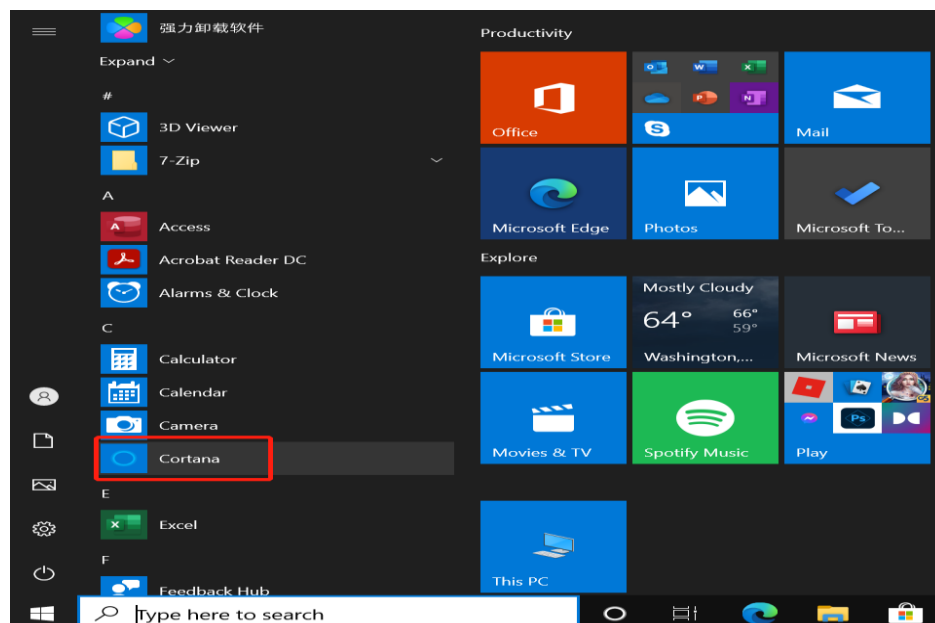 强力卸载软件
Expand
#
3D Viewer
7-Zip
A
Access
Acrobat Reader DC
Alarms & Clock
C
Calculator
Calendar
Camera
Cortana
E
Excel
F
Feedback Hub
Type here to search
Productivity
Office
Mail
Microsoft Edge
Photos
Microsoft To...
Explore
Microsoft Store
Mostly Cloudy
64° 66°
59°
Washington,...
Microsoft News
Movies & TV
Spotify Music
Ps
Play
This PC